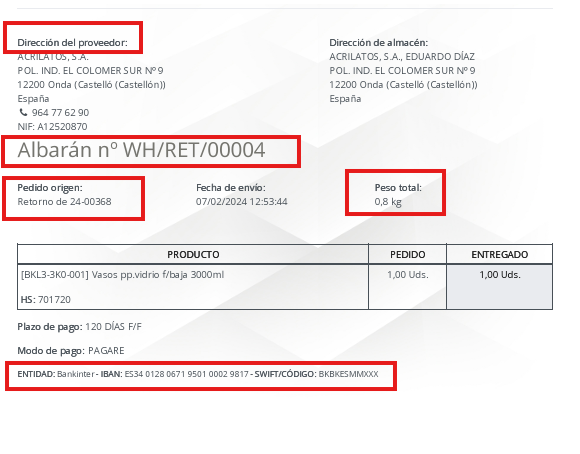 Dirección del proveedor:
ACRILATOS, S.A.
POL. IND. EL COLOMER SUR Nº 9
12200 Onda (Castelló (Castellón))
España
964 77 62 90
NIF: A12520870
Dirección de almacén:
ACRILATOS, S.A., EDUARDO DÍAZ
POL. IND. EL COLOMER SUR Nº 9
12200 Onda (Castelló (Castellón))
España
Albarán nº WH/RET/00004
Pedido origen:
Retorno de 24-00368
Fecha de envío:
07/02/2024 12:53:44
Peso total:
0,8 kg
PRODUCTO PEDIDO ENTREGADO
[BKL3-3K0-001] Vasos pp.vidrio f/baja 3000ml 1,00 Uds. 1,00 Uds.
HS: 701720
Plazo de pago: 120 DÍAS F/F
Modo de pago: PAGARE
ENTIDAD: Bankinter - IBAN: ES34 0128 0671 9501 0002 9817 - SWIFT/CÓDIGO: BKBKESMMXXX